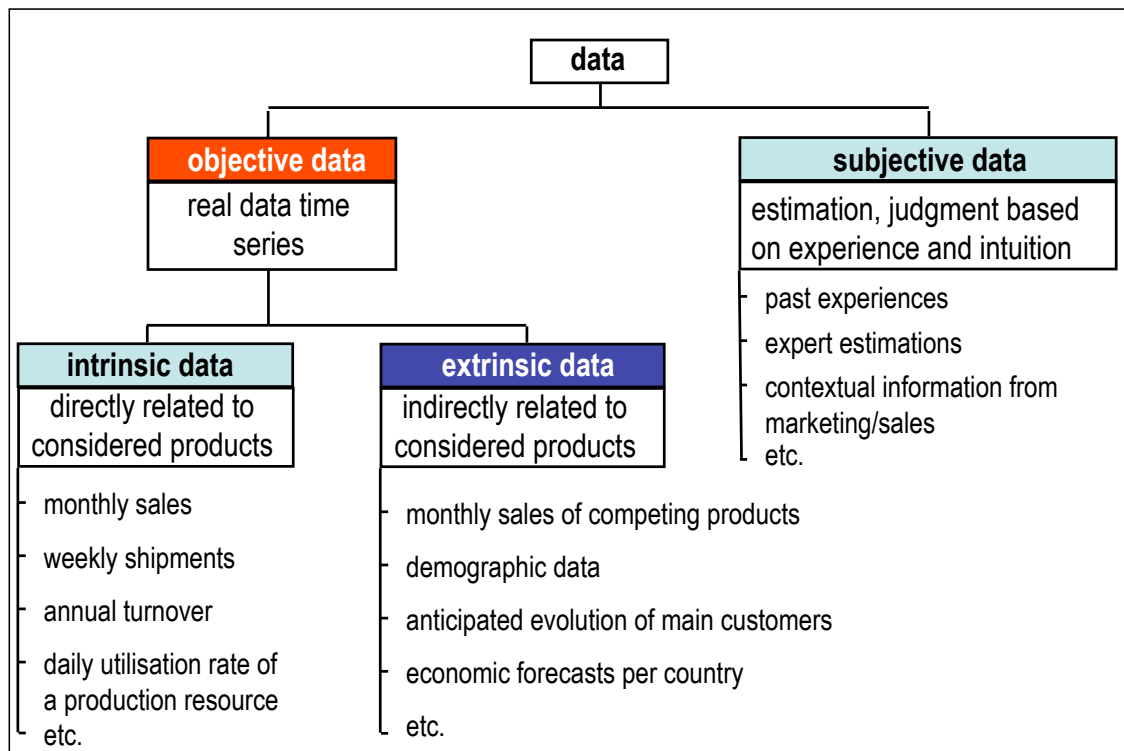 data
objective data
real data time
series
subjective data
estimation, judgment based
on experience and intuition
- past experiences
- expert estimations
- contextual information from
marketing/sales
- etc.
intrinsic data
directly related to
considered products
- monthly sales
- weekly shipments
- annual turnover
- daily utilisation rate of
a production resource
- etc.
extrinsic data
indirectly related to
considered products
- monthly sales of competing products
- demographic data
- anticipated evolution of main customers
- economic forecasts per country
- etc.